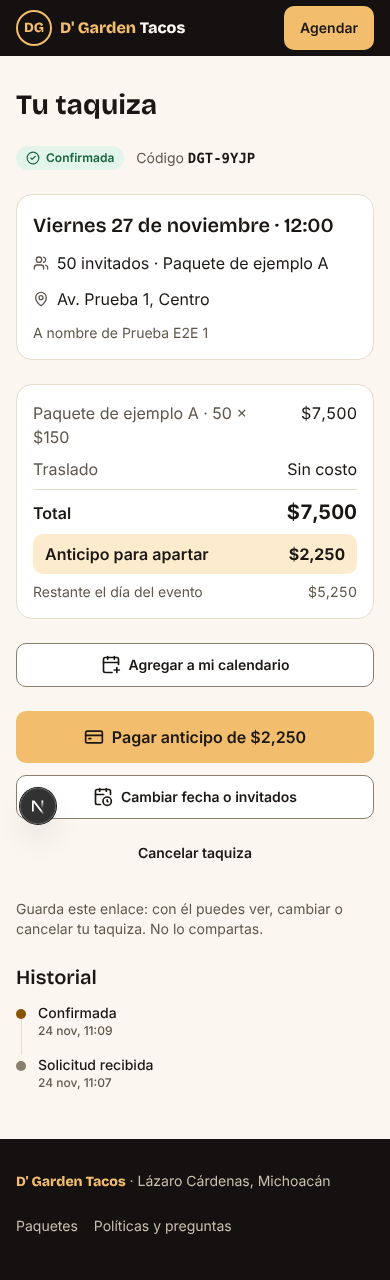 DG D' Garden Tacos Agendar
Tu taquiza
Confirmada Código DGT-9YJP
Viernes 27 de noviembre · 12:00
50 invitados · Paquete de ejemplo A
Av. Prueba 1, Centro
A nombre de Prueba E2E 1
Paquete de ejemplo A · 50 × $7,500
$150
Traslado Sin costo
Total $7,500
Anticipo para apartar $2,250
Restante el día del evento $5,250
Agregar a mi calendario
Pagar anticipo de $2,250
N Cambiar fecha o invitados
Cancelar taquiza
Guarda este enlace: con él puedes ver, cambiar o
cancelar tu taquiza. No lo compartas.
Historial
Confirmada
24 nov, 11:09
Solicitud recibida
24 nov, 11:07
D' Garden Tacos · Lázaro Cárdenas, Michoacán
Paquetes Políticas y preguntas